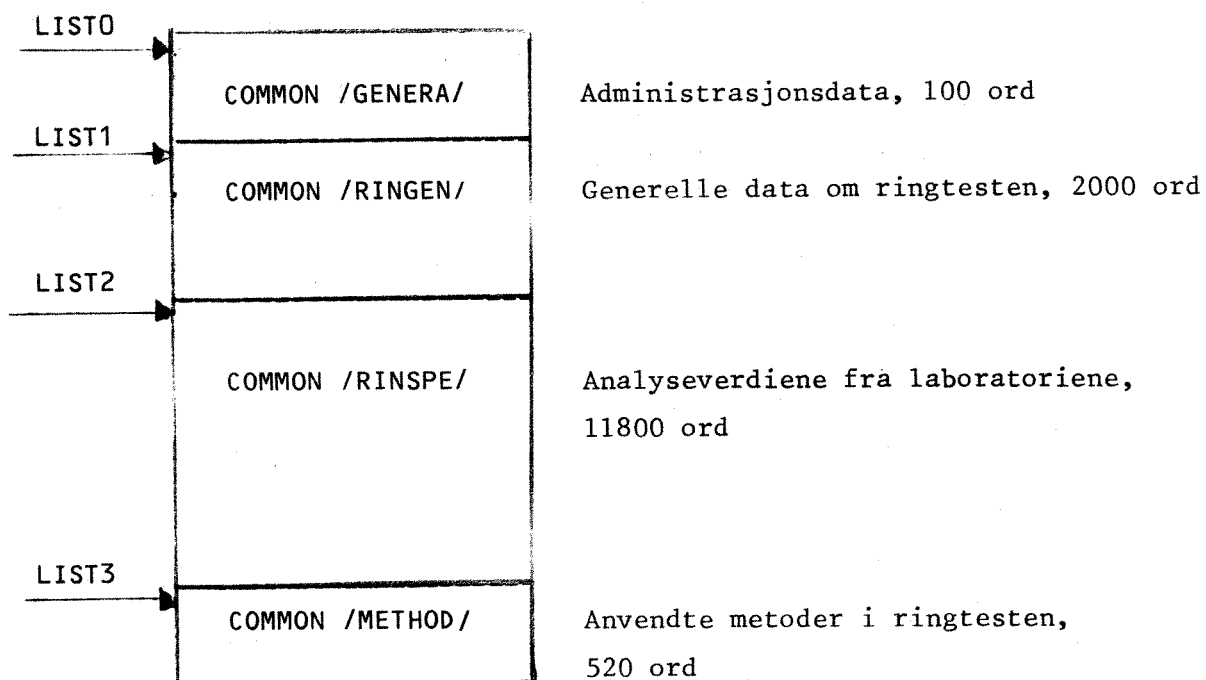 LIST0
COMMON /GENERA/ Administrasjonsdata, 100 ord
LIST1
COMMON /RINGEN/ Generelle data om ringtesten, 2000 ord
LIST2
COMMON /RINSPE/ Analyseverdiene fra laboratoriene,
11800 ord
LIST3
COMMON /METHOD/ Anvendte metoder i ringtesten,
520 ord